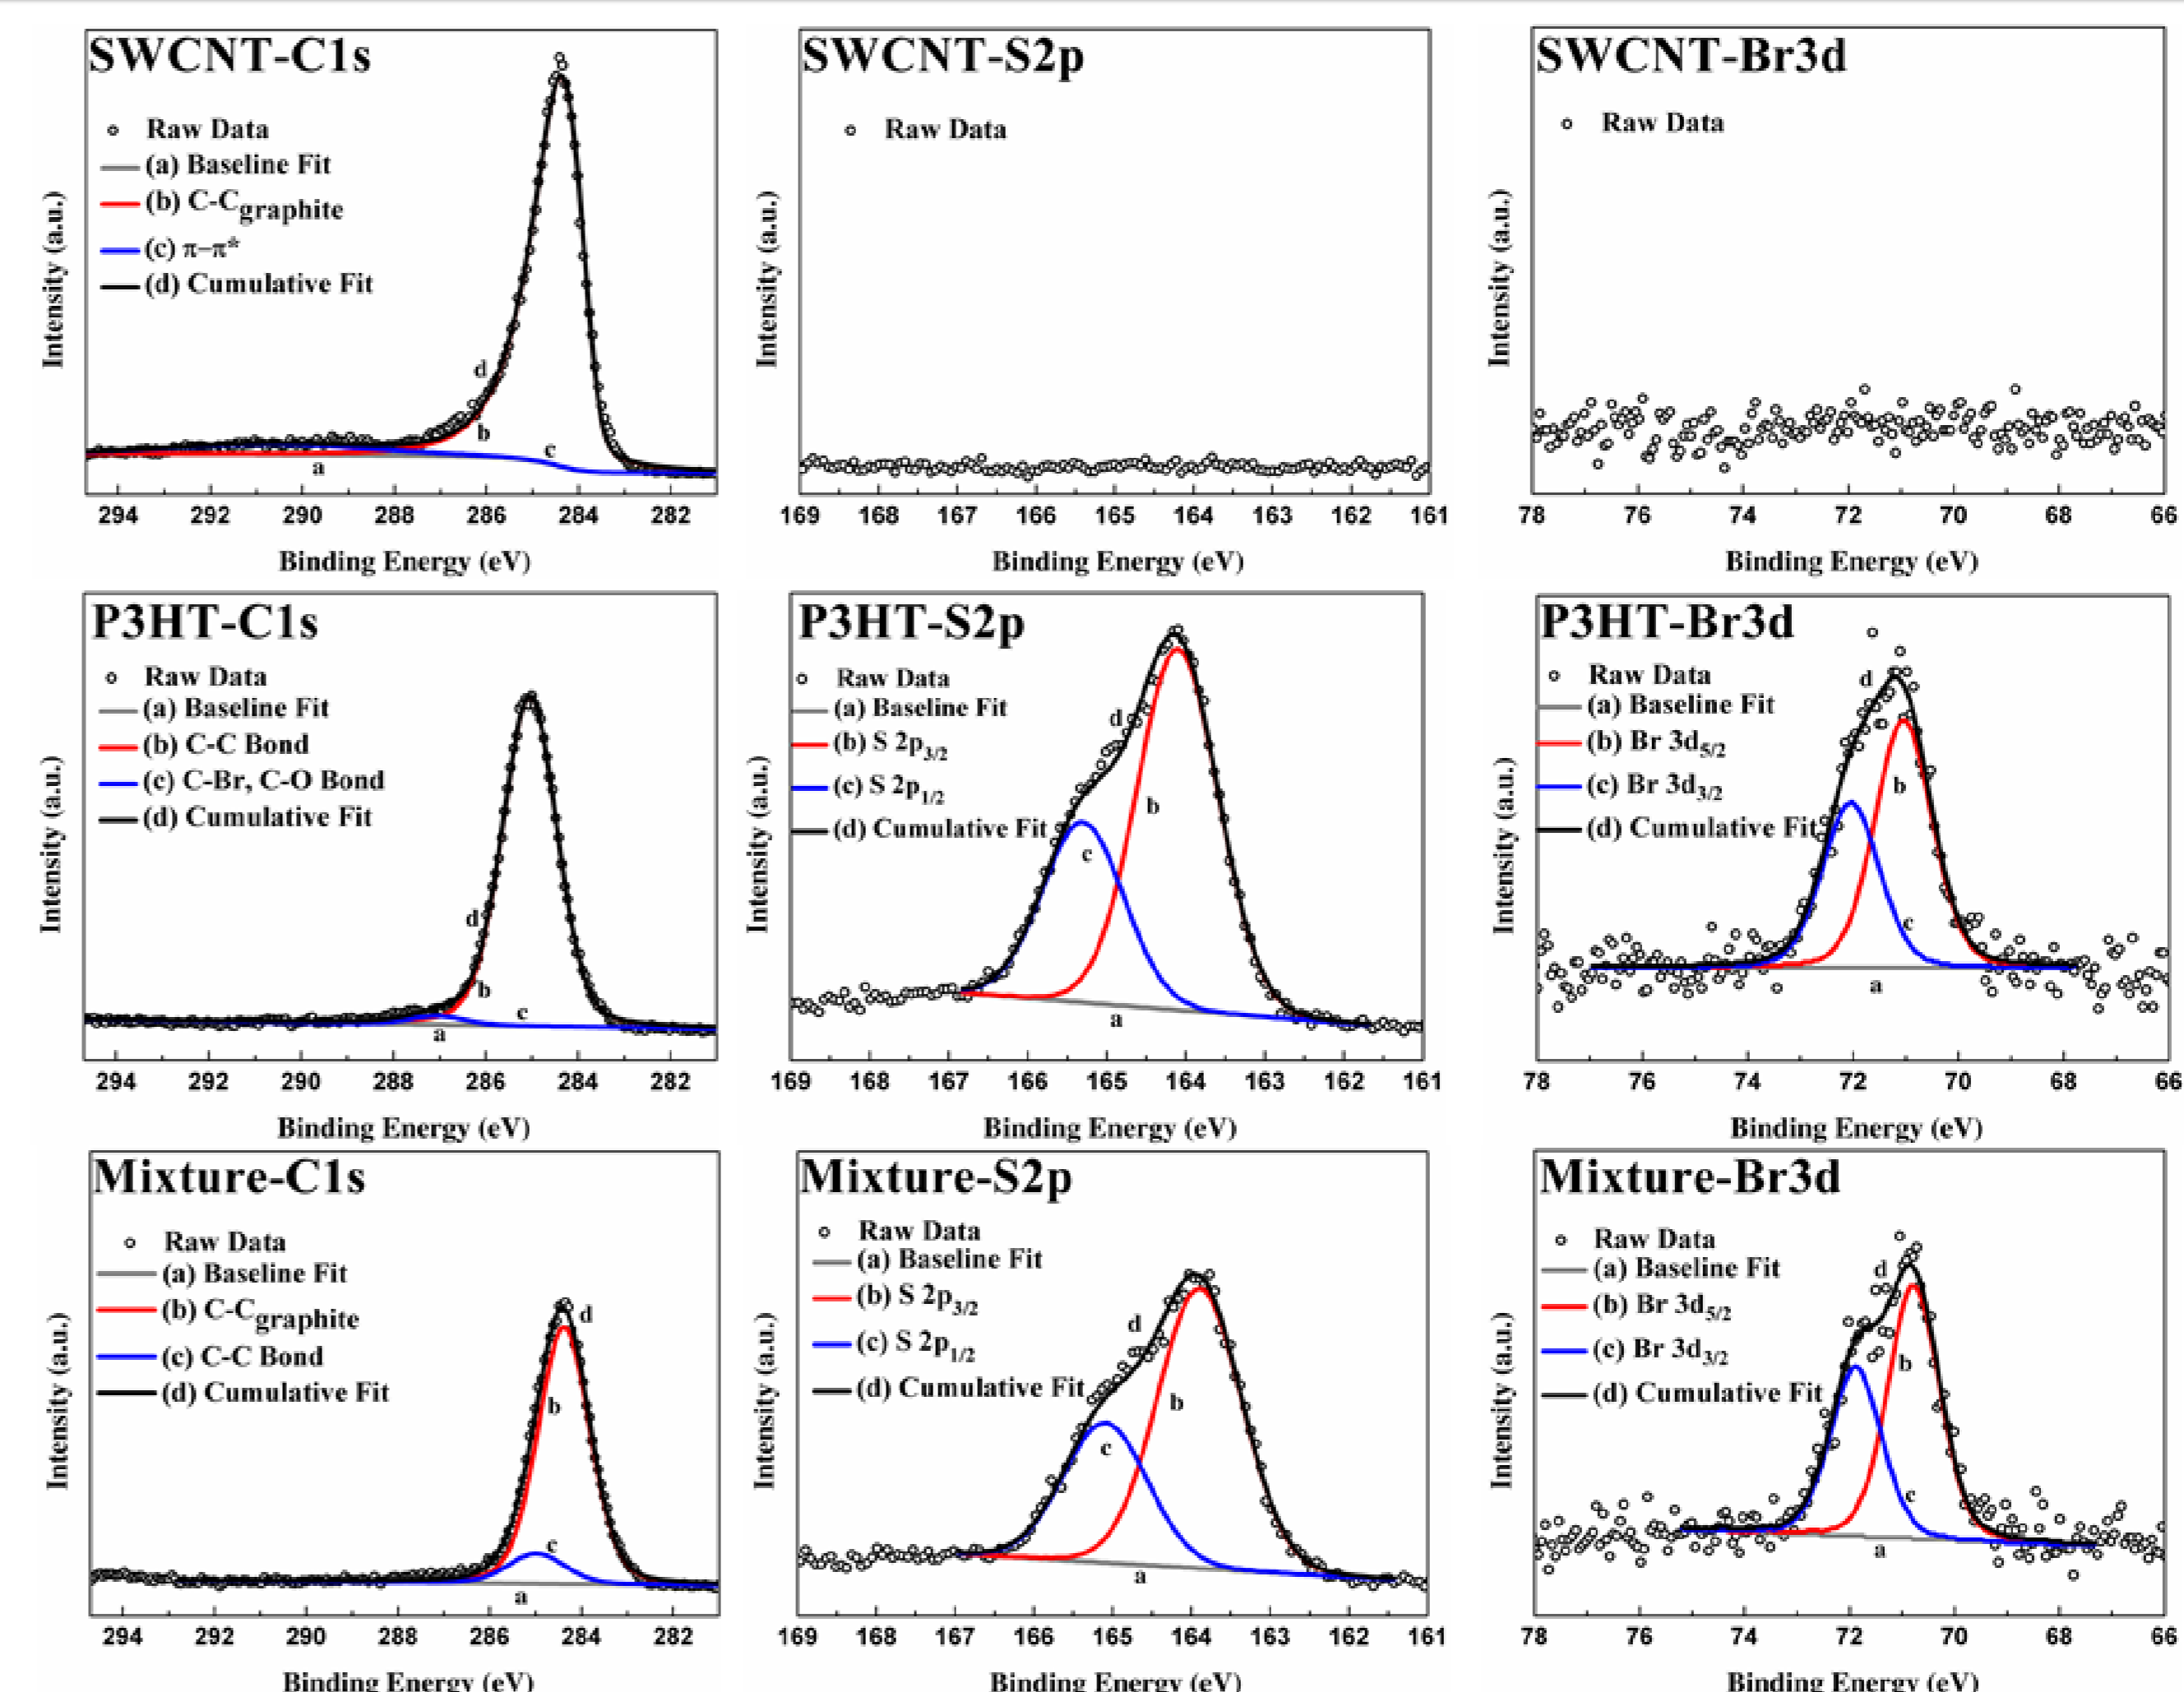 SWCNT-C1s
Raw Data
(a) Baseline Fit
(b) C-Cgraphite
(c) π−π*
(d) Cumulative Fit
d
b
c
a
Intensity (a.u.)
294 292 290 288 286 284 282
Binding Energy (eV)
SWCNT-S2p
Raw Data
Intensity (a.u.)
169 168 167 166 165 164 163 162 161
Binding Energy (eV)
SWCNT-Br3d
Raw Data
Intensity (a.u.)
78 76 74 72 70 68 66
Binding Energy (eV)
P3HT-C1s
Raw Data
(a) Baseline Fit
(b) C-C Bond
(c) C-Br, C-O Bond
(d) Cumulative Fit
d
b
c
a
Intensity (a.u.)
294 292 290 288 286 284 282
Binding Energy (eV)
P3HT-S2p
Raw Data
(a) Baseline Fit
(b) S 2p3/2
(c) S 2p1/2
(d) Cumulative Fit
d
b
c
a
Intensity (a.u.)
169 168 167 166 165 164 163 162 161
Binding Energy (eV)
P3HT-Br3d
Raw Data
(a) Baseline Fit
(b) Br 3d5/2
(c) Br 3d3/2
(d) Cumulative Fit
d
b
c
a
Intensity (a.u.)
78 76 74 72 70 68 66
Binding Energy (eV)
Mixture-C1s
Raw Data
(a) Baseline Fit
(b) C-Cgraphite
(c) C-C Bond
(d) Cumulative Fit
d
b
c
a
Intensity (a.u.)
294 292 290 288 286 284 282
Binding Energy (eV)
Mixture-S2p
Raw Data
(a) Baseline Fit
(b) S 2p3/2
(c) S 2p1/2
(d) Cumulative Fit
d
b
c
a
Intensity (a.u.)
169 168 167 166 165 164 163 162 161
Binding Energy (eV)
Mixture-Br3d
Raw Data
(a) Baseline Fit
(b) Br 3d5/2
(c) Br 3d3/2
(d) Cumulative Fit
d
b
c
a
Intensity (a.u.)
78 76 74 72 70 68 66
Binding Energy (eV)